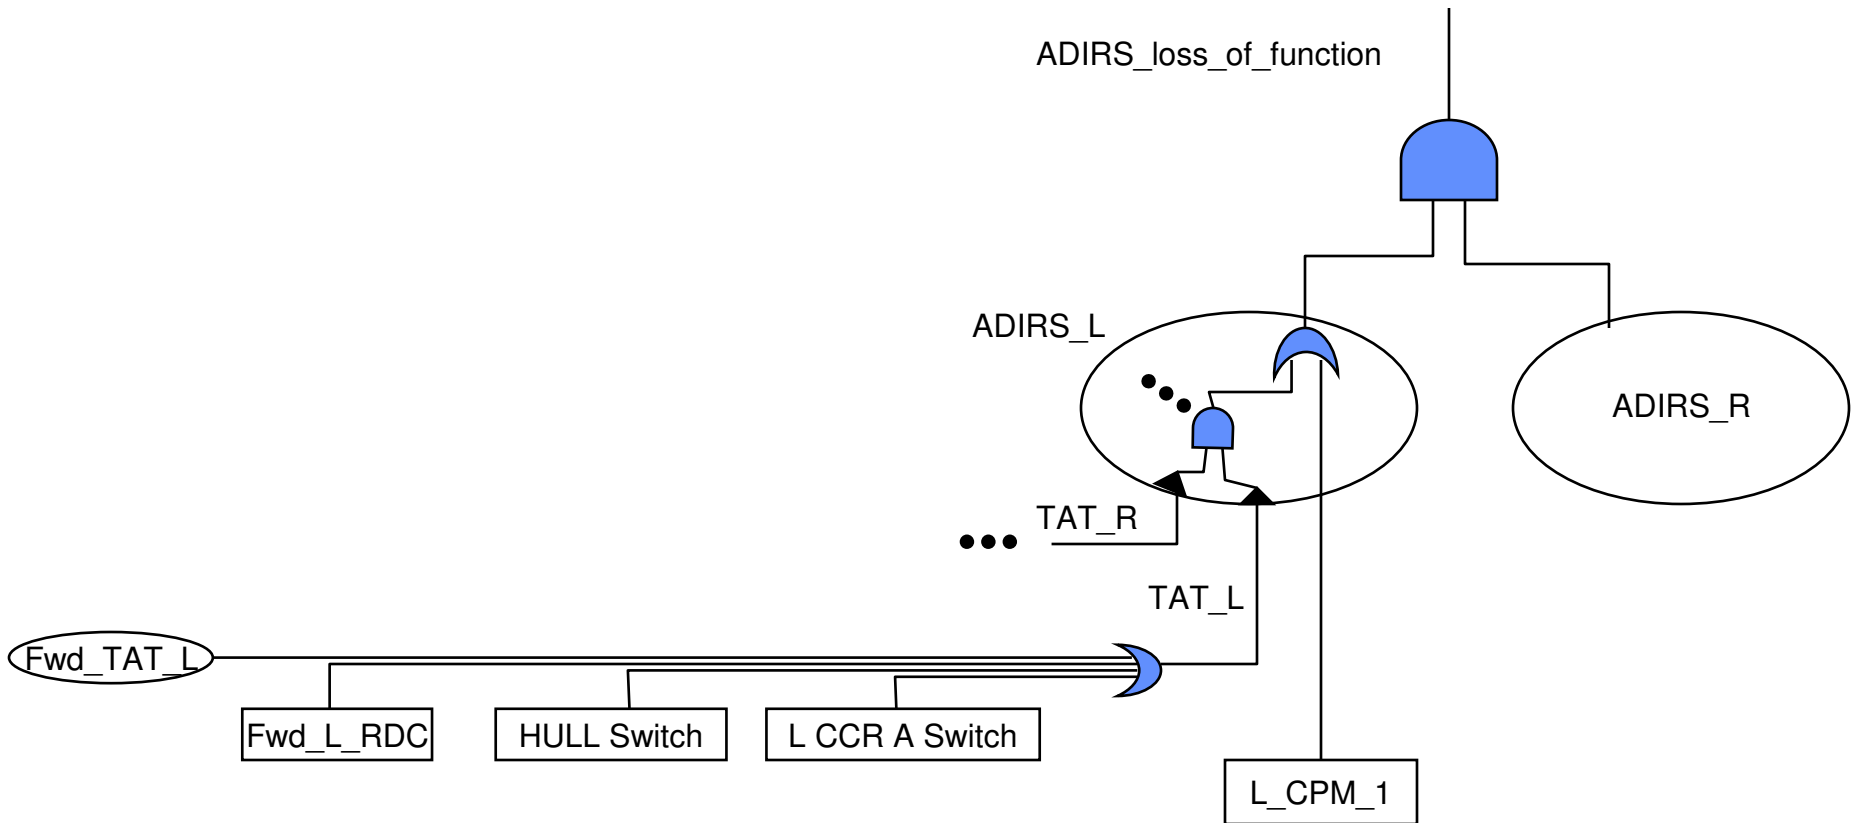 ADIRS_loss_of_function
ADIRS_L
ADIRS_R
TAT_R
TAT_L
Fwd_TAT_L
Fwd_L_RDC
HULL Switch
L CCR A Switch
L_CPM_1